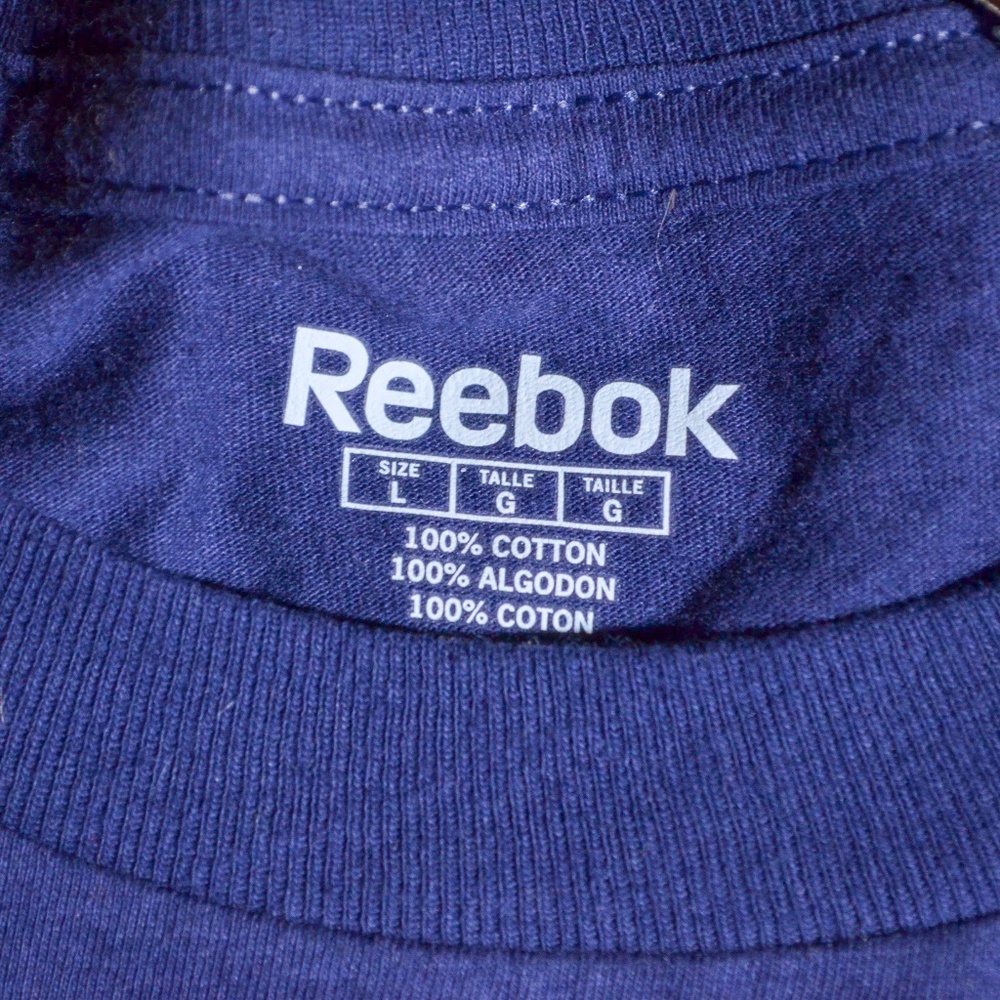 Reebok
SIZE TALLE TAILLE
L G G
100% COTTON
100% ALGODON
100% COTON